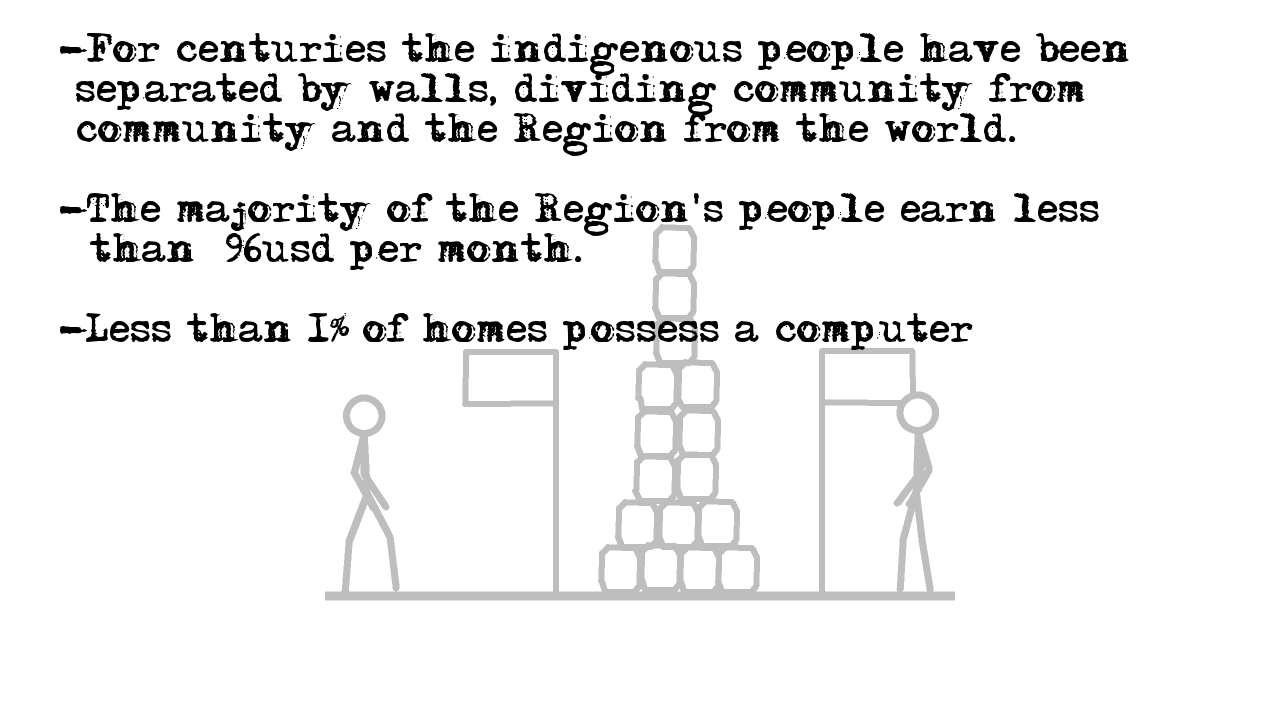 -For centuries the indigenous people have been
separated by walls, dividing community from
community and the Region from the world.
-The majority of the Region's people earn less
than 96usd per month.
-Less than 1% of homes possess a computer